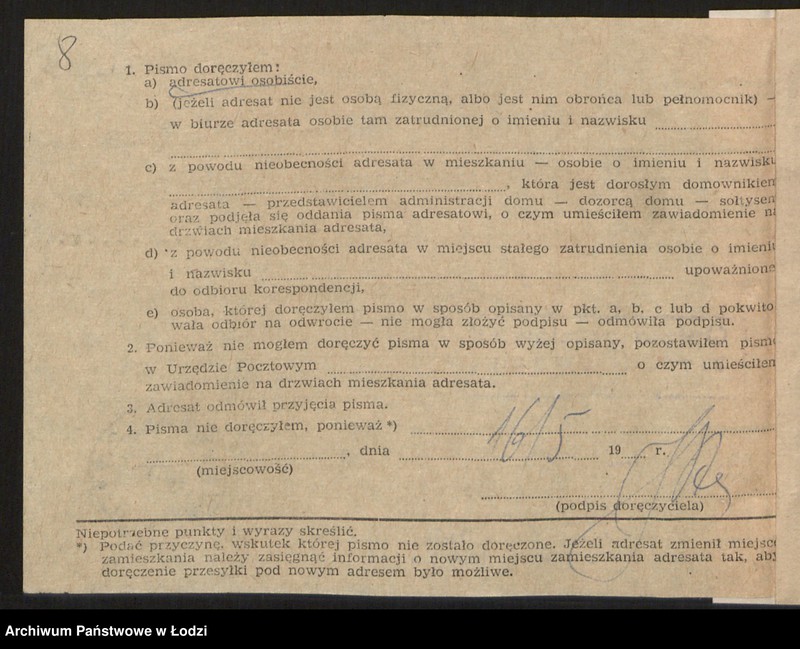 8
1. Pismo doręczyłem:
a) adresatowi osobiście,
b) (jeżeli adresat nie jest osobą fizyczną, albo jest nim obrońca lub pełnomocnik) —
w biurze adresata osobie tam zatrudnionej o imieniu i nazwisku
c) z powodu nieobecności adresata w mieszkaniu — osobie o imieniu i nazwisku
, która jest dorosłym domownikiem
adresata — przedstawicielem administracji domu — dozorcą domu — sołtysem
oraz podjęła się oddania pisma adresatowi, o czym umieściłem zawiadomienie na
drzwiach mieszkania adresata,
d) z powodu nieobecności adresata w miejscu stałego zatrudnienia osobie o imieniu
i nazwisku upoważnione
do odbioru korespondencji,
e) osoba, której doręczyłem pismo w sposób opisany w pkt. a, b, c lub d pokwito
wała odbiór na odwrocie — nie mogła złożyć podpisu — odmówiła podpisu.
2. Ponieważ nie mogłem doręczyć pisma w sposób wyżej opisany, pozostawiłem pismo
w Urzędzie Pocztowym o czym umieściłem
zawiadomienie na drzwiach mieszkania adresata.
3. Adresat odmówił przyjęcia pisma.
4. Pisma nie doręczyłem, ponieważ *)
, dnia 16/5 19 r.
(miejscowość)
(podpis doręczyciela)
Niepotrzebne punkty i wyrazy skreślić.
*) Podać przyczynę, wskutek której pismo nie zostało doręczone. Jeżeli adresat zmienił miejsce
zamieszkania należy zasięgnąć informacji o nowym miejscu zamieszkania adresata tak, aby
doręczenie przesyłki pod nowym adresem było możliwe.
Archiwum Państwowe w Łodzi